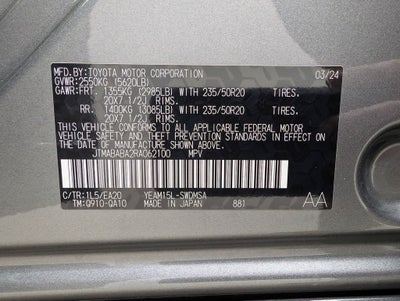 MFD. BY: TOYOTA MOTOR CORPORATION 03/24
GVWR: 2550KG (5620LB)
GAWR: FRT. 1355KG (2985LB) WITH 235/50R20 TIRES.
20X7 1/2J RIMS.
RR. 1400KG (3085LB) WITH 235/50R20 TIRES.
20X7 1/2J RIMS.
THIS VEHICLE CONFORMS TO ALL APPLICABLE FEDERAL MOTOR
VEHICLE SAFETY AND THEFT PREVENTION STANDARDS IN EFFECT ON
THE DATE OF MANUFACTURE SHOWN ABOVE.
JTMABABA2RA062100 MPV
C/TR:1L5/EA20 YEAM15L-SWDMSA
TM:Q910-QA10 MADE IN JAPAN 881 AA